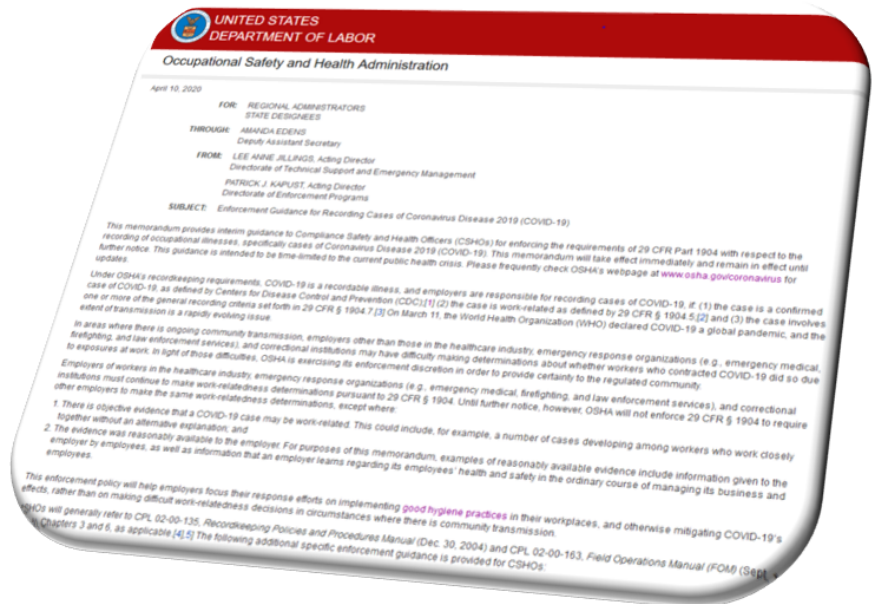 UNITED STATES
DEPARTMENT OF LABOR
Occupational Safety and Health Administration
April 10, 2020
FOR: REGIONAL ADMINISTRATORS
STATE DESIGNEES
THROUGH: AMANDA EDENS
Deputy Assistant Secretary
FROM: LEE ANNE JILLINGS, Acting Director
Directorate of Technical Support and Emergency Management
PATRICK J. KAPUST, Acting Director
Directorate of Enforcement Programs
SUBJECT: Enforcement Guidance for Recording Cases of Coronavirus Disease 2019 (COVID-19)
This memorandum provides interim guidance to Compliance Safety and Health Officers (CSHOs) for enforcing the requirements of 29 CFR Part 1904 with respect to the
recording of occupational illnesses, specifically cases of Coronavirus Disease 2019 (COVID-19). This memorandum will take effect immediately and remain in effect until
further notice. This guidance is intended to be time-limited to the current public health crisis. Please frequently check OSHA's webpage at www.osha.gov/coronavirus for
updates.
Under OSHA's recordkeeping requirements, COVID-19 is a recordable illness, and employers are responsible for recording cases of COVID-19, if: (1) the case is a confirmed
case of COVID-19, as defined by Centers for Disease Control and Prevention (CDC);[1] (2) the case is work-related as defined by 29 CFR § 1904.5;[2] and (3) the case involves
one or more of the general recording criteria set forth in 29 CFR § 1904.7.[3] On March 11, the World Health Organization (WHO) declared COVID-19 a global pandemic, and the
extent of transmission is a rapidly evolving issue.
In areas where there is ongoing community transmission, employers other than those in the healthcare industry, emergency response organizations (e.g., emergency medical,
firefighting, and law enforcement services), and correctional institutions may have difficulty making determinations about whether workers who contracted COVID-19 did so due
to exposures at work. In light of those difficulties, OSHA is exercising its enforcement discretion in order to provide certainty to the regulated community.
Employers of workers in the healthcare industry, emergency response organizations (e.g., emergency medical, firefighting, and law enforcement services), and correctional
institutions must continue to make work-relatedness determinations pursuant to 29 CFR § 1904. Until further notice, however, OSHA will not enforce 29 CFR § 1904 to require
other employers to make the same work-relatedness determinations, except where:
1. There is objective evidence that a COVID-19 case may be work-related. This could include, for example, a number of cases developing among workers who work closely
together without an alternative explanation; and
2. The evidence was reasonably available to the employer. For purposes of this memorandum, examples of reasonably available evidence include information given to the
employer by employees, as well as information that an employer learns regarding its employees' health and safety in the ordinary course of managing its business and
employees.
This enforcement policy will help employers focus their response efforts on implementing good hygiene practices in their workplaces, and otherwise mitigating COVID-19's
effects, rather than on making difficult work-relatedness decisions in circumstances where there is community transmission.
CSHOs will generally refer to CPL 02-00-135, Recordkeeping Policies and Procedures Manual (Dec. 30, 2004) and CPL 02-00-163, Field Operations Manual (FOM) (Sept.
Chapters 3 and 6, as applicable.[4],[5] The following additional specific enforcement guidance is provided for CSHOs: